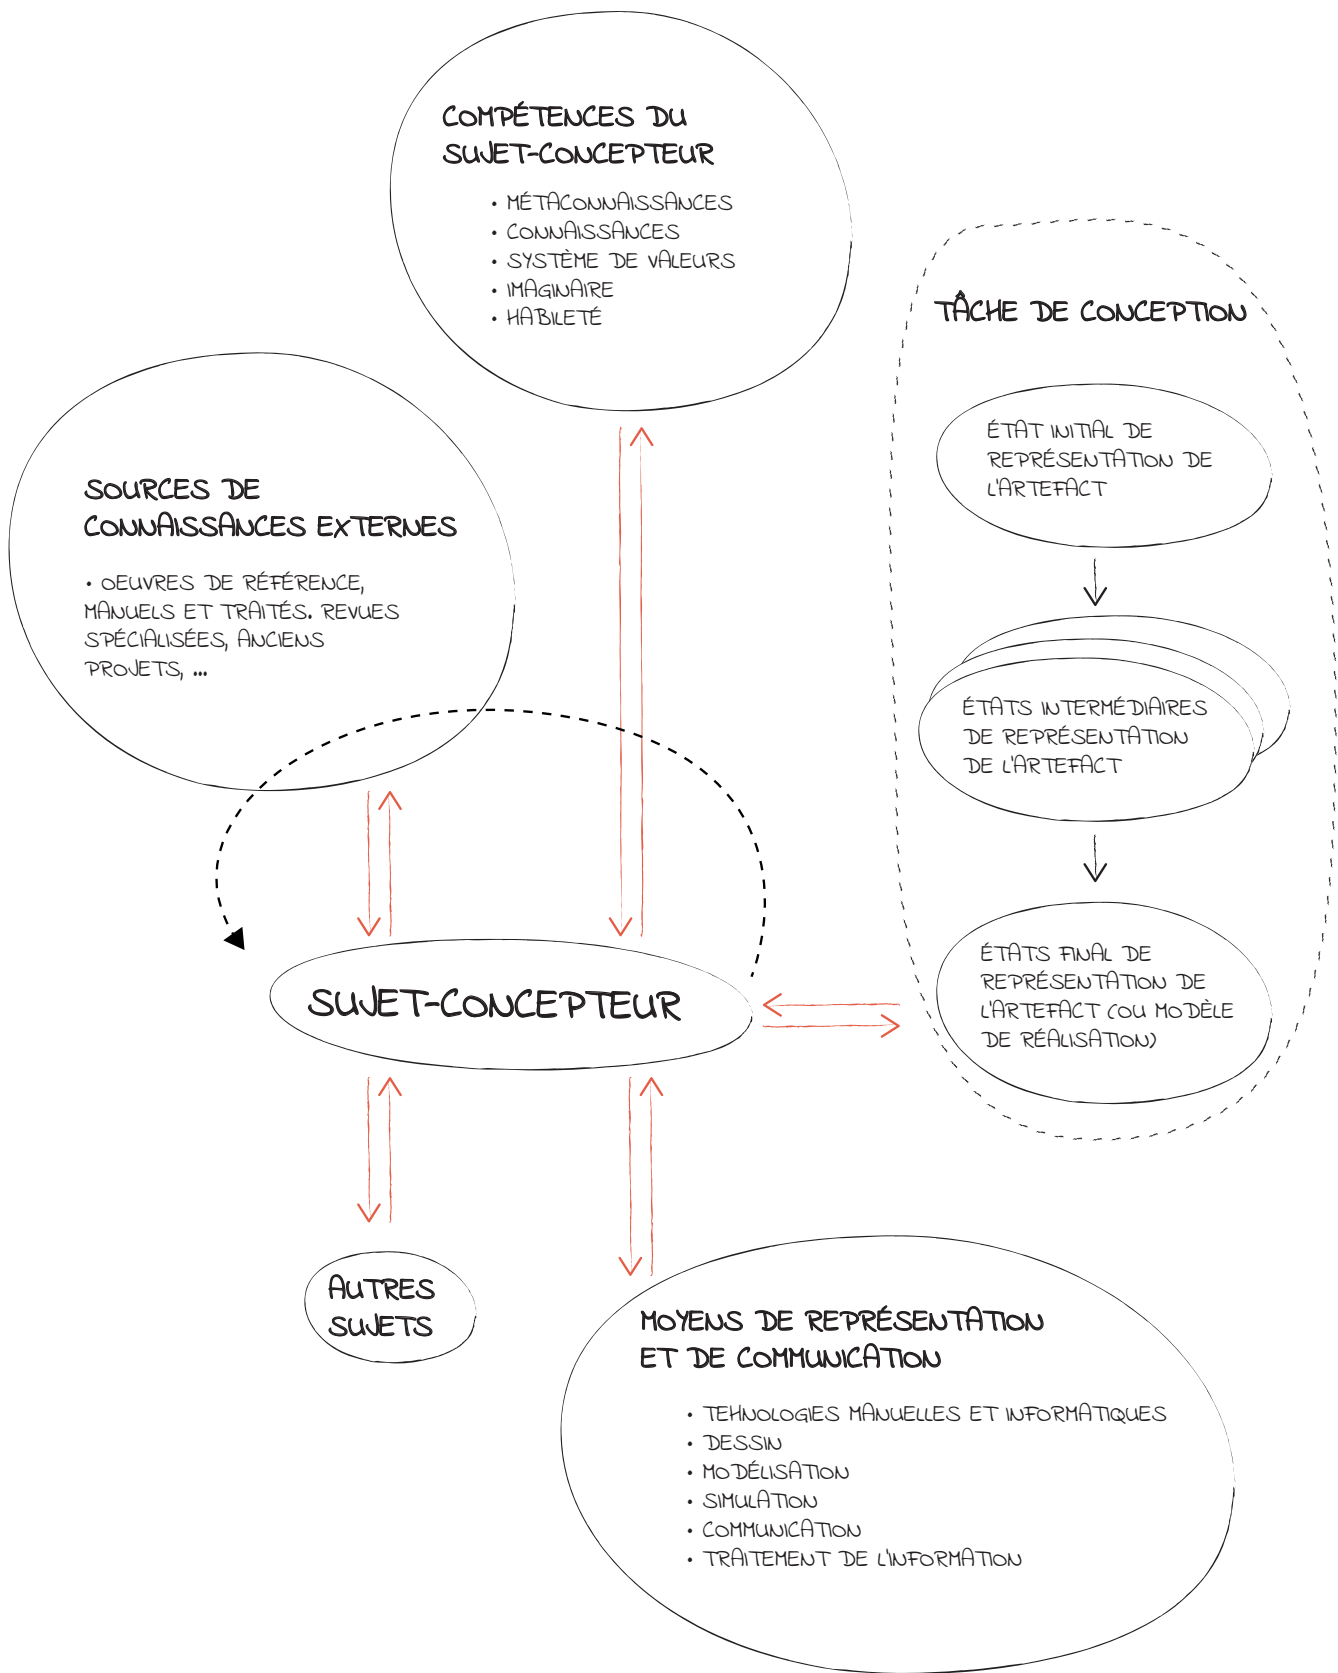 COMPÉTENCES DU
SUJET-CONCEPTEUR
• MÉTACONNAISSANCES
• CONNAISSANCES
• SYSTÈME DE VALEURS
• IMAGINAIRE
• HABILETÉ
TÂCHE DE CONCEPTION
ÉTAT INITIAL DE
REPRÉSENTATION DE
L'ARTEFACT
SOURCES DE
CONNAISSANCES EXTERNES
• OEUVRES DE RÉFÉRENCE,
MANUELS ET TRAITÉS. REVUES
SPÉCIALISÉES, ANCIENS
PROJETS, ...
ÉTATS INTERMÉDIAIRES
DE REPRÉSENTATION
DE L'ARTEFACT
ÉTATS FINAL DE
REPRÉSENTATION DE
L'ARTEFACT (OU MODÈLE
DE RÉALISATION)
SUJET-CONCEPTEUR
AUTRES
SUJETS
MOYENS DE REPRÉSENTATION
ET DE COMMUNICATION
• TEHNOLOGIES MANUELLES ET INFORMATIQUES
• DESSIN
• MODÉLISATION
• SIMULATION
• COMMUNICATION
• TRAITEMENT DE L'INFORMATION